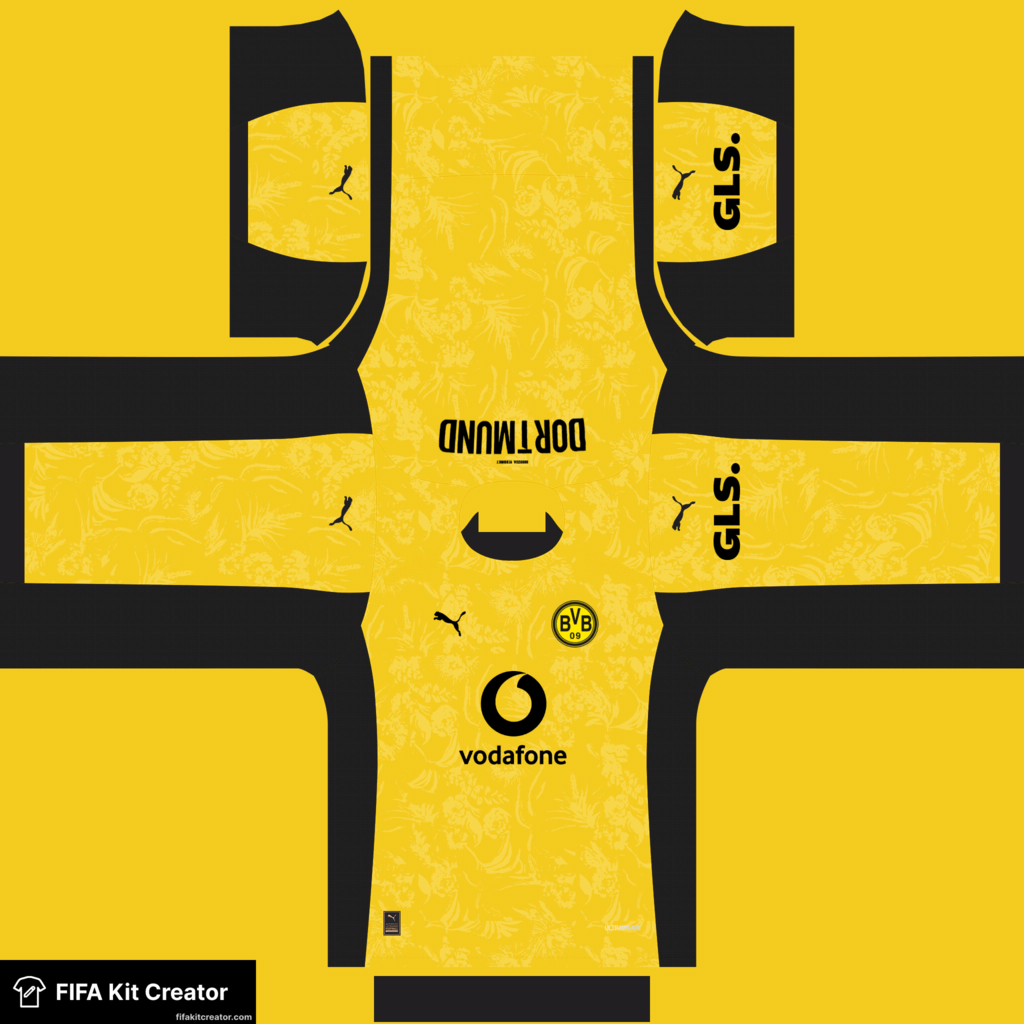 GLS.
DORTMUND
GLS.
BVB
09
vodafone
FIFA Kit Creator
fifakitcreator.com